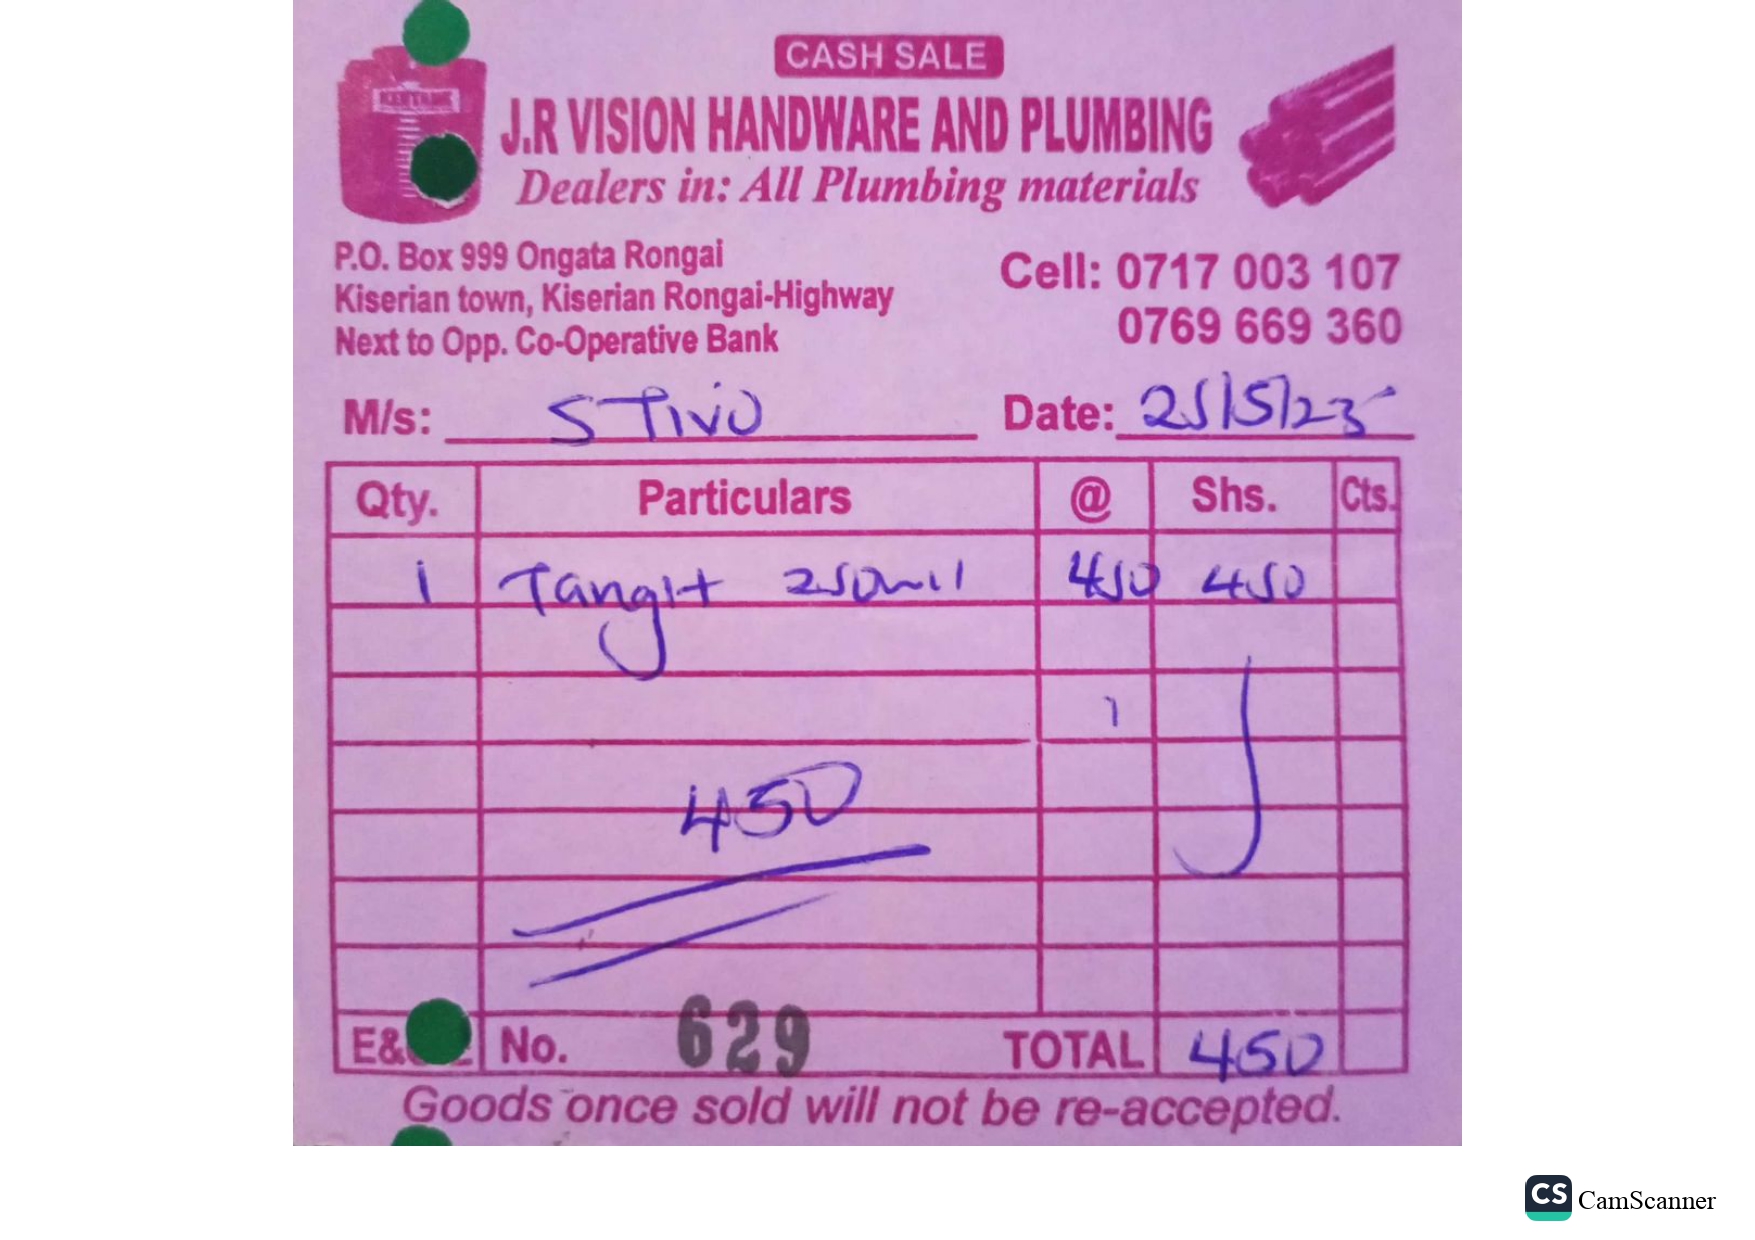 CASH SALE
J.R VISION HANDWARE AND PLUMBING
Dealers in: All Plumbing materials
P.O. Box 999 Ongata Rongai
Kiserian town, Kiserian Rongai-Highway
Next to Opp. Co-Operative Bank
Cell: 0717 003 107
0769 669 360
M/s: STIVO Date: 25/5/23
Qty. Particulars @ Shs. Cts.
1 Tangit 250ml 450 450
450
E& No. 629 TOTAL 450
Goods once sold will not be re-accepted.
CS CamScanner